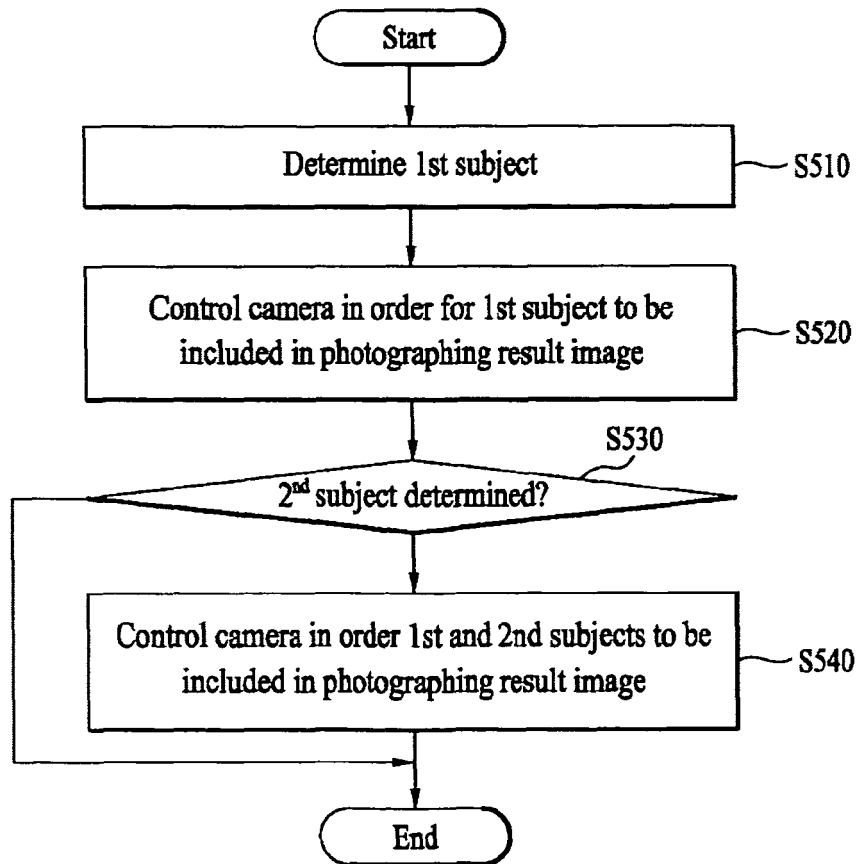 Start
Determine 1st subject
S510
Control camera in order for 1st subject to be
included in photographing result image
S520
S530
2nd subject determined?
Control camera in order 1st and 2nd subjects to be
included in photographing result image
S540
End